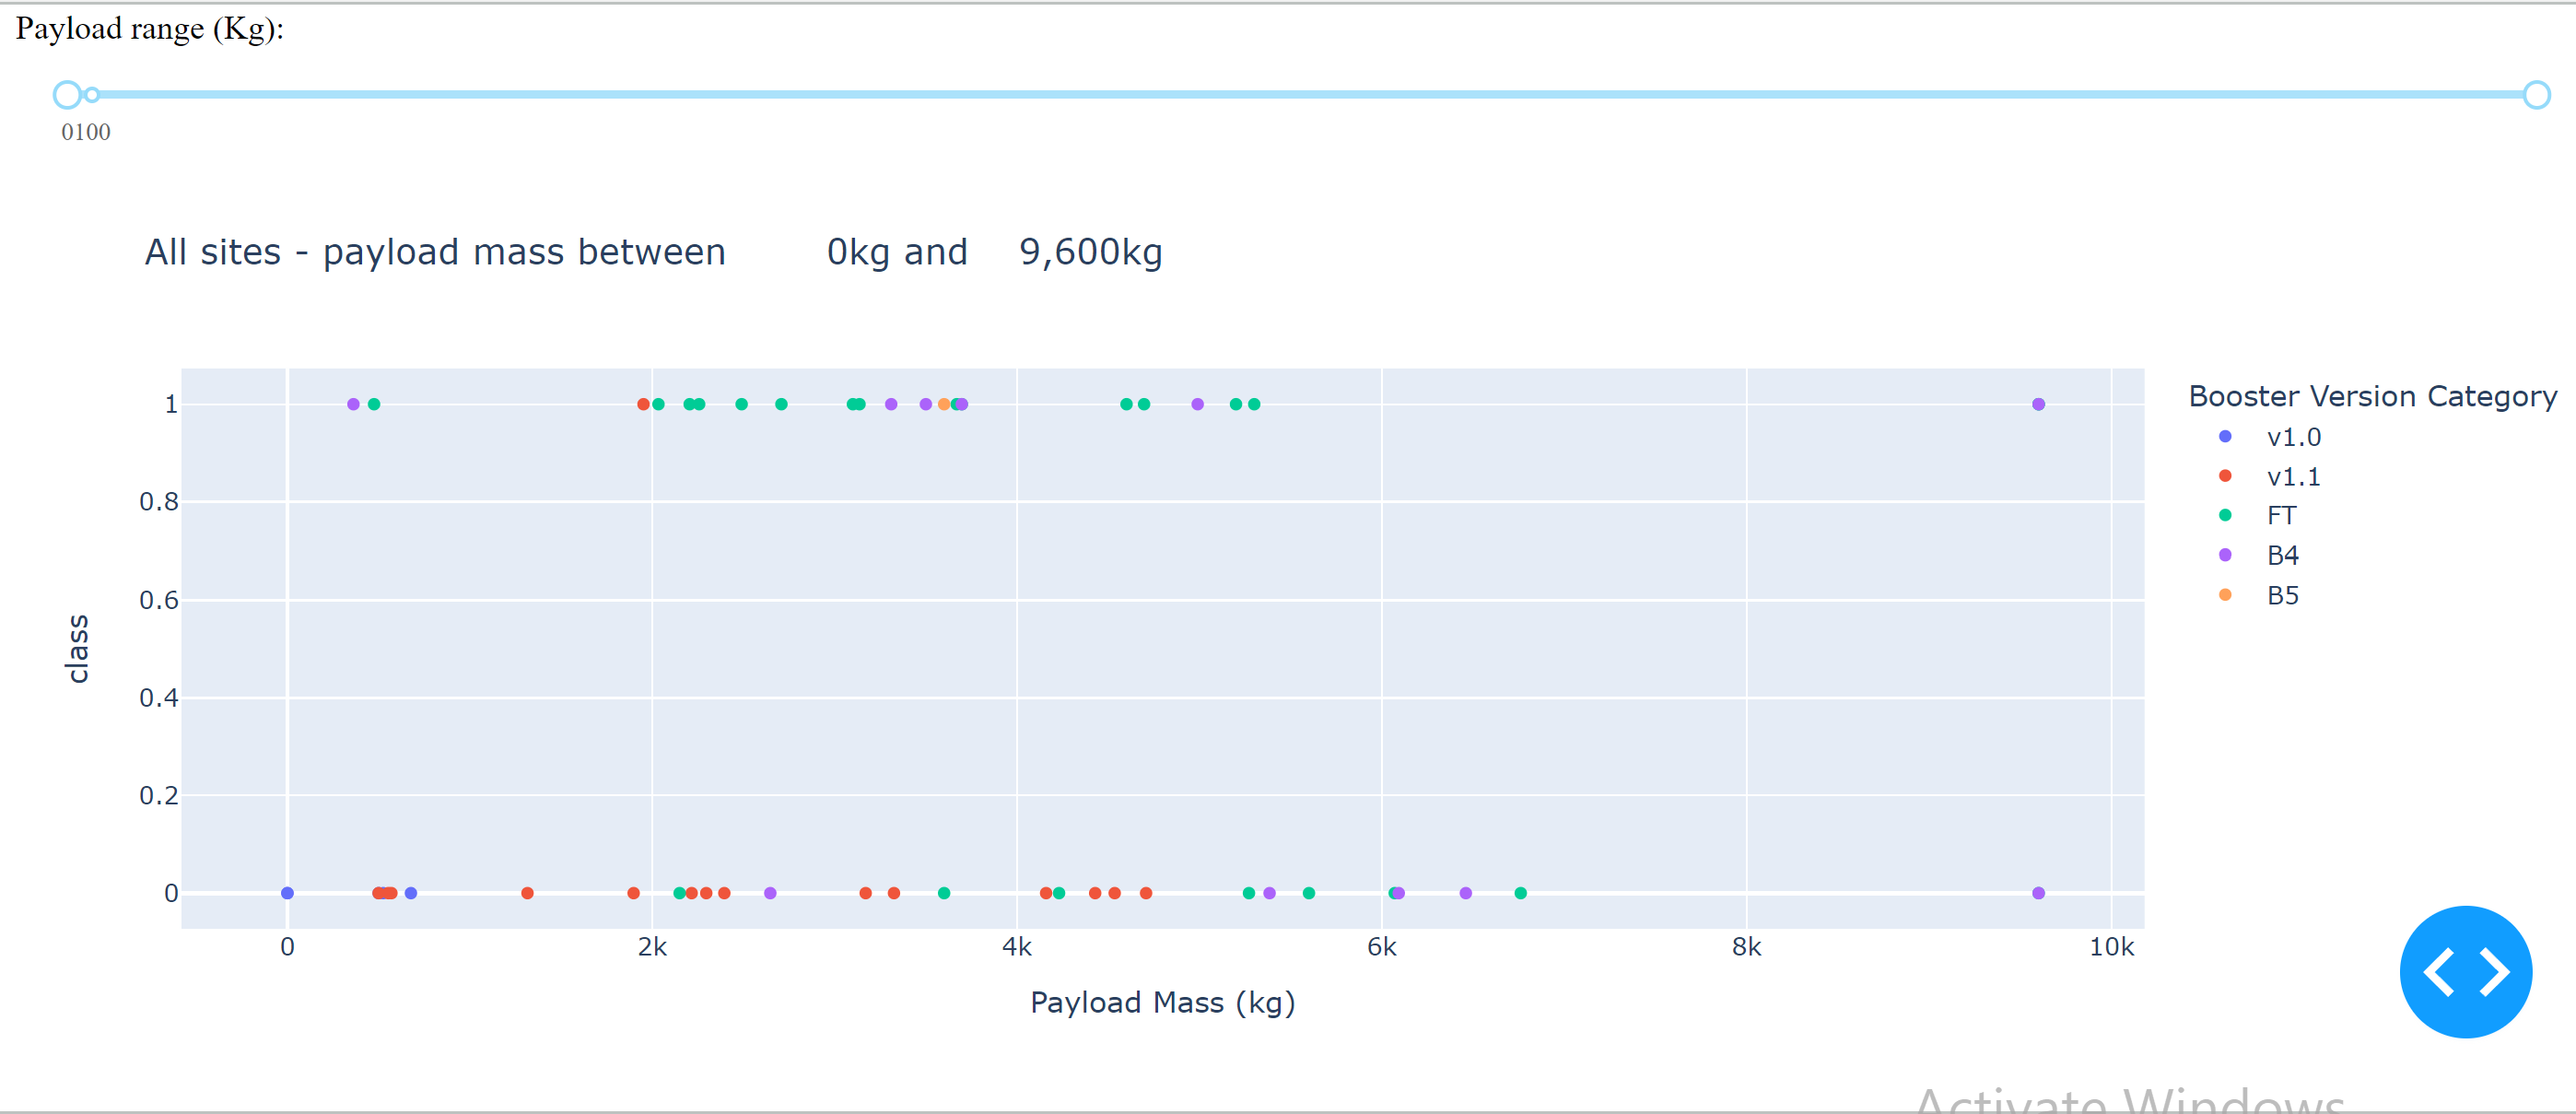 Payload range (Kg):
0100
All sites - payload mass between 0kg and 9,600kg
1
0.8
0.6
0.4
0.2
0
class
0
2k
4k
6k
8k
10k
Payload Mass (kg)
Booster Version Category
v1.0
v1.1
FT
B4
B5
Activate Windows